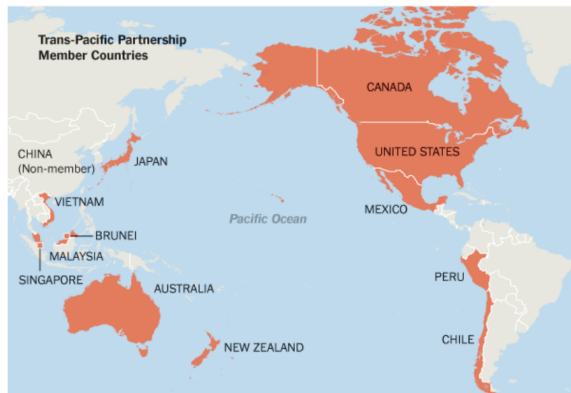 Trans-Pacific Partnership
Member Countries
CANADA
UNITED STATES
CHINA
(Non-member)
JAPAN
VIETNAM
MEXICO
Pacific Ocean
BRUNEI
MALAYSIA
SINGAPORE
PERU
AUSTRALIA
CHILE
NEW ZEALAND